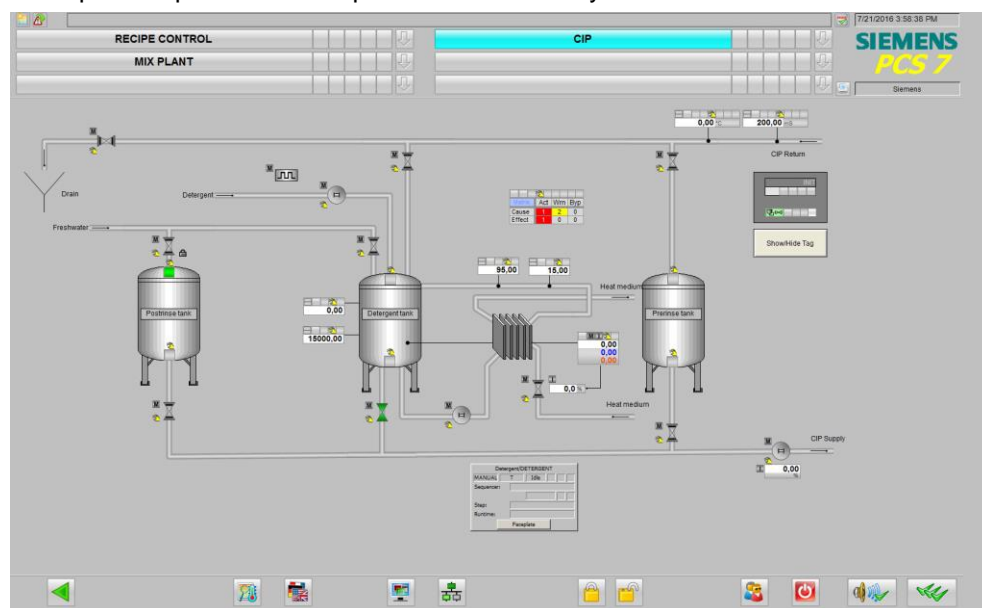 7/21/2016 3:58:38 PM
RECIPE CONTROL
CIP
SIEMENS
MIX PLANT
PCS 7
Siemens
0,00 °C
200,00
CIP Return
M
Drain
Detergent
Freshwater
Act Wrn Byp
Cause 1 2 0
Effect 1 0 0
Show/Hide Tag
95,00
15,00
Heat medium
0,00
Postrinse tank
Detergent tank
Prerinse tank
15000,00
0,00
0,00
0,00
0,0 %
Heat medium
CIP Supply
0,00
%
Detergent/DETERGENT
MANUAL T Idle
Sequencer:
Step:
Runtime:
Faceplate